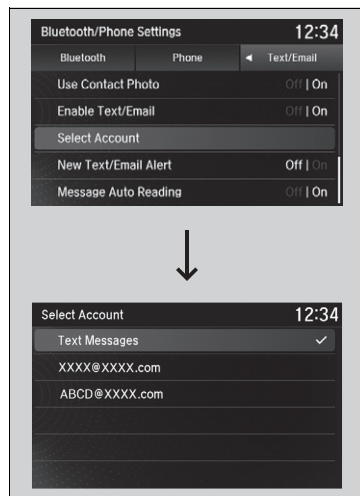 Bluetooth/Phone Settings 12:34
Bluetooth Phone Text/Email
Use Contact Photo Off | On
Enable Text/Email Off | On
Select Account
New Text/Email Alert Off | On
Message Auto Reading Off | On
Select Account 12:34
Text Messages
XXXX@XXXX.com
ABCD@XXXX.com